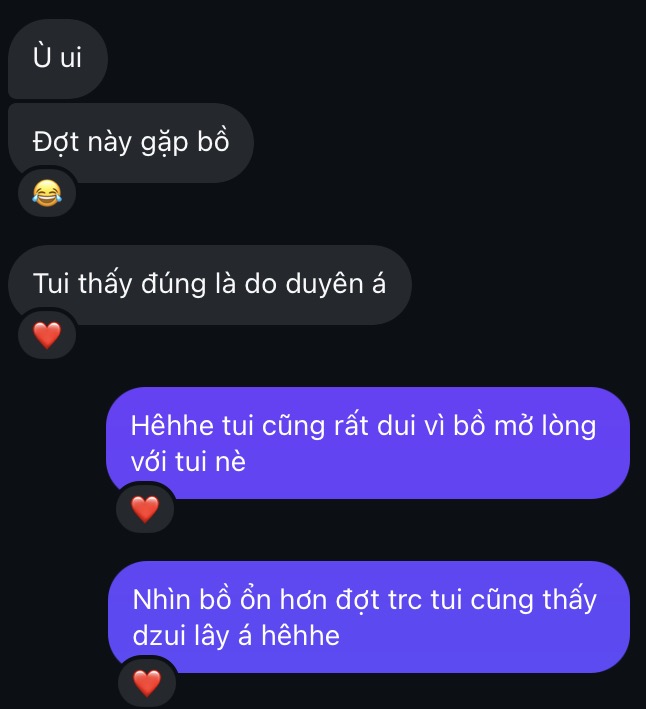 Ù ui
Đợt này gặp bồ
Tui thấy đúng là do duyên á
Hêhhe tui cũng rất dui vì bồ mở lòng
với tui nè
Nhìn bồ ổn hơn đợt trc tui cũng thấy
dzui lây á hêhhe